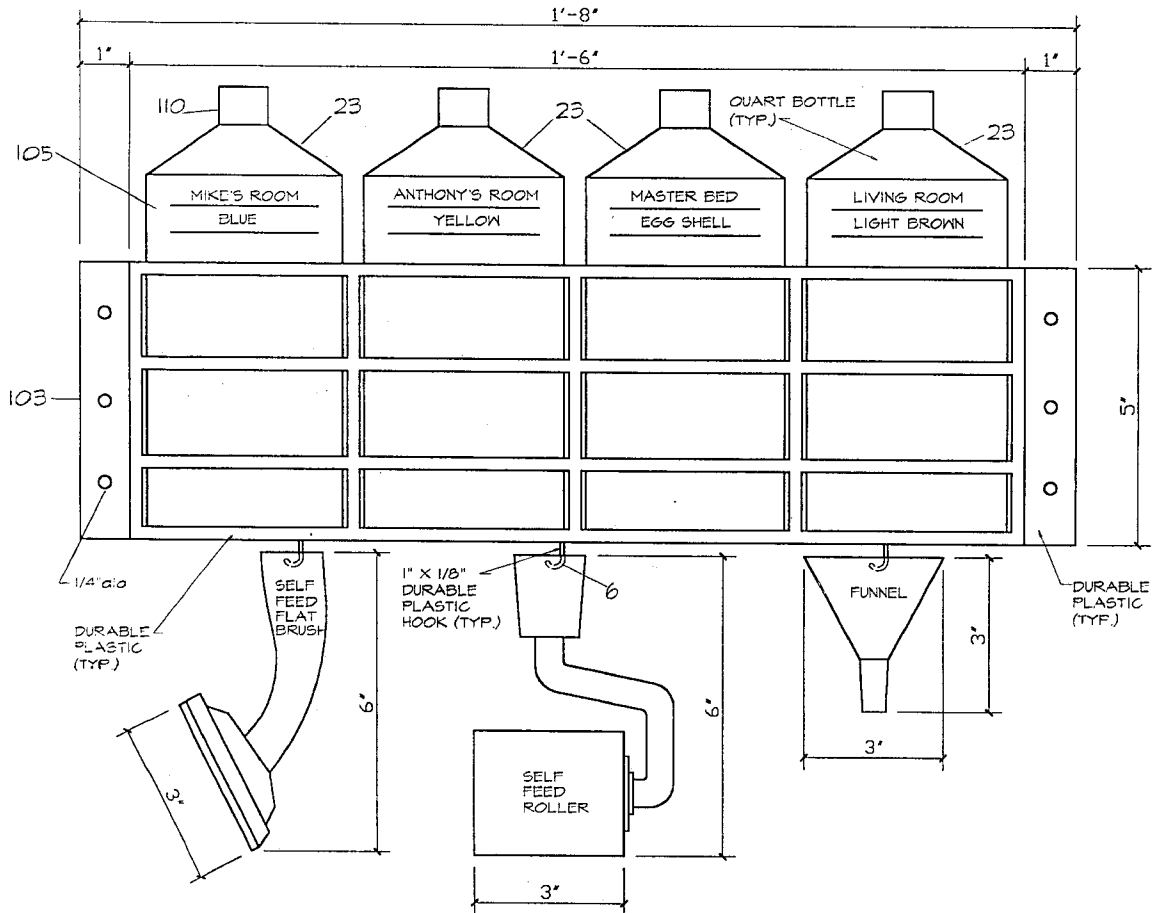 1'-8"
1"
1'-6"
1"
110
23
23
QUART BOTTLE
(TYP.)
23
105
MIKE'S ROOM
BLUE
ANTHONY'S ROOM
YELLOW
MASTER BED
EGG SHELL
LIVING ROOM
LIGHT BROWN
103
5"
1/4"dia
DURABLE
PLASTIC
(TYP.)
SELF
FEED
FLAT
BRUSH
1" X 1/8"
DURABLE
PLASTIC
HOOK (TYP.)
6
FUNNEL
DURABLE
PLASTIC
(TYP.)
3"
6"
6"
3"
3"
SELF
FEED
ROLLER
3"